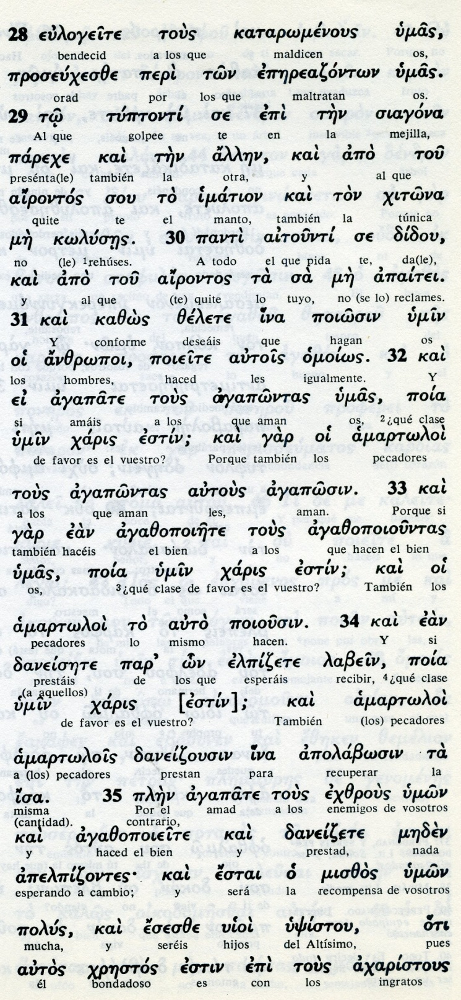 28 εὐλογεῖτε τοὺς καταρωμένους ὑμᾶς,
bendecid los que maldicen os,
προσεύχεσθε περὶ τῶν ἐπηρεαζόντων ὑμᾶς.
orad por los que maltratan os.
29 τῷ τύπτοντί σε ἐπὶ τὴν σιαγόνα
Al que golpee te en la mejilla,
πάρεχε καὶ τὴν ἄλλην, καὶ ἀπὸ τοῦ
presénta(le) también la otra, y al que
αἴροντός σου τὸ ἱμάτιον καὶ τὸν χιτῶνα
quite te el manto, también la túnica
μὴ κωλύσῃς. 30 παντὶ αἰτοῦντί σε δίδου,
no (le) ¹rehúses. A todo el que pida te, da(le),
καὶ ἀπὸ τοῦ αἴροντος τὰ σὰ μὴ ἀπαίτει.
y al que (te) quite lo tuyo, no (se lo) reclames.
31 καὶ καθὼς θέλετε ἵνα ποιῶσιν ὑμῖν
Y conforme deseáis que hagan os
οἱ ἄνθρωποι, ποιεῖτε αὐτοῖς ὁμοίως. 32 καὶ
los hombres, haced les igualmente. Y
εἰ ἀγαπᾶτε τοὺς ἀγαπῶντας ὑμᾶς, ποία
si amáis a los que aman os, ²¿qué clase
ὑμῖν χάρις ἐστίν; καὶ γὰρ οἱ ἁμαρτωλοὶ
de favor es el vuestro? Porque también los pecadores
τοὺς ἀγαπῶντας αὐτοὺς ἀγαπῶσιν. 33 καὶ
a los que aman les, aman. Porque si
γὰρ ἐὰν ἀγαθοποιῆτε τοὺς ἀγαθοποιοῦντας
también hacéis el bien a los que hacen el bien
ὑμᾶς, ποία ὑμῖν χάρις ἐστίν; καὶ οἱ
os, ³¿qué clase de favor es el vuestro? También los
ἁμαρτωλοὶ τὸ αὐτὸ ποιοῦσιν. 34 καὶ ἐὰν
pecadores lo mismo hacen. Y si
δανείσητε παρ’ ὧν ἐλπίζετε λαβεῖν, ποία
prestáis de los que esperáis recibir, ⁴¿qué clase
(a aquellos)
ὑμῖν χάρις [ἐστίν]; καὶ ἁμαρτωλοὶ
de favor es el vuestro? También (los) pecadores
ἁμαρτωλοῖς δανείζουσιν ἵνα ἀπολάβωσιν τὰ
a (los) pecadores prestan para recuperar la
ἴσα. 35 πλὴν ἀγαπᾶτε τοὺς ἐχθροὺς ὑμῶν
misma Por el amad a los enemigos de vosotros
(cantidad). contrario,
καὶ ἀγαθοποιεῖτε καὶ δανείζετε μηδὲν
y haced el bien y prestad,
ἀπελπίζοντες· καὶ ἔσται ὁ μισθὸς ὑμῶν
esperando a cambio; y será la recompensa de vosotros
πολύς, καὶ ἔσεσθε υἱοὶ ὑψίστου, ὅτι
mucha, y seréis hijos del Altísimo, pues
αὐτὸς χρηστός ἐστιν ἐπὶ τοὺς ἀχαρίστους
él bondadoso es con los ingratos